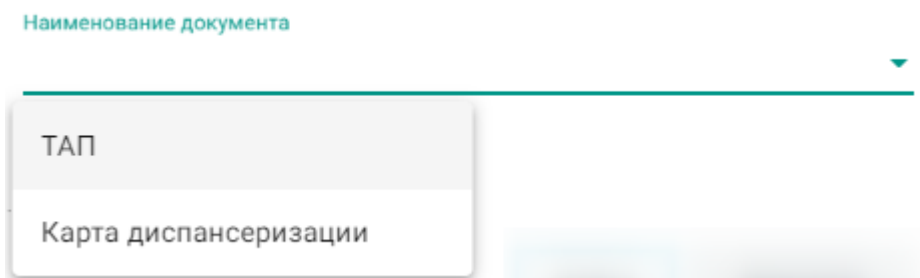 Наименование документа
ТАП
Карта диспансеризации